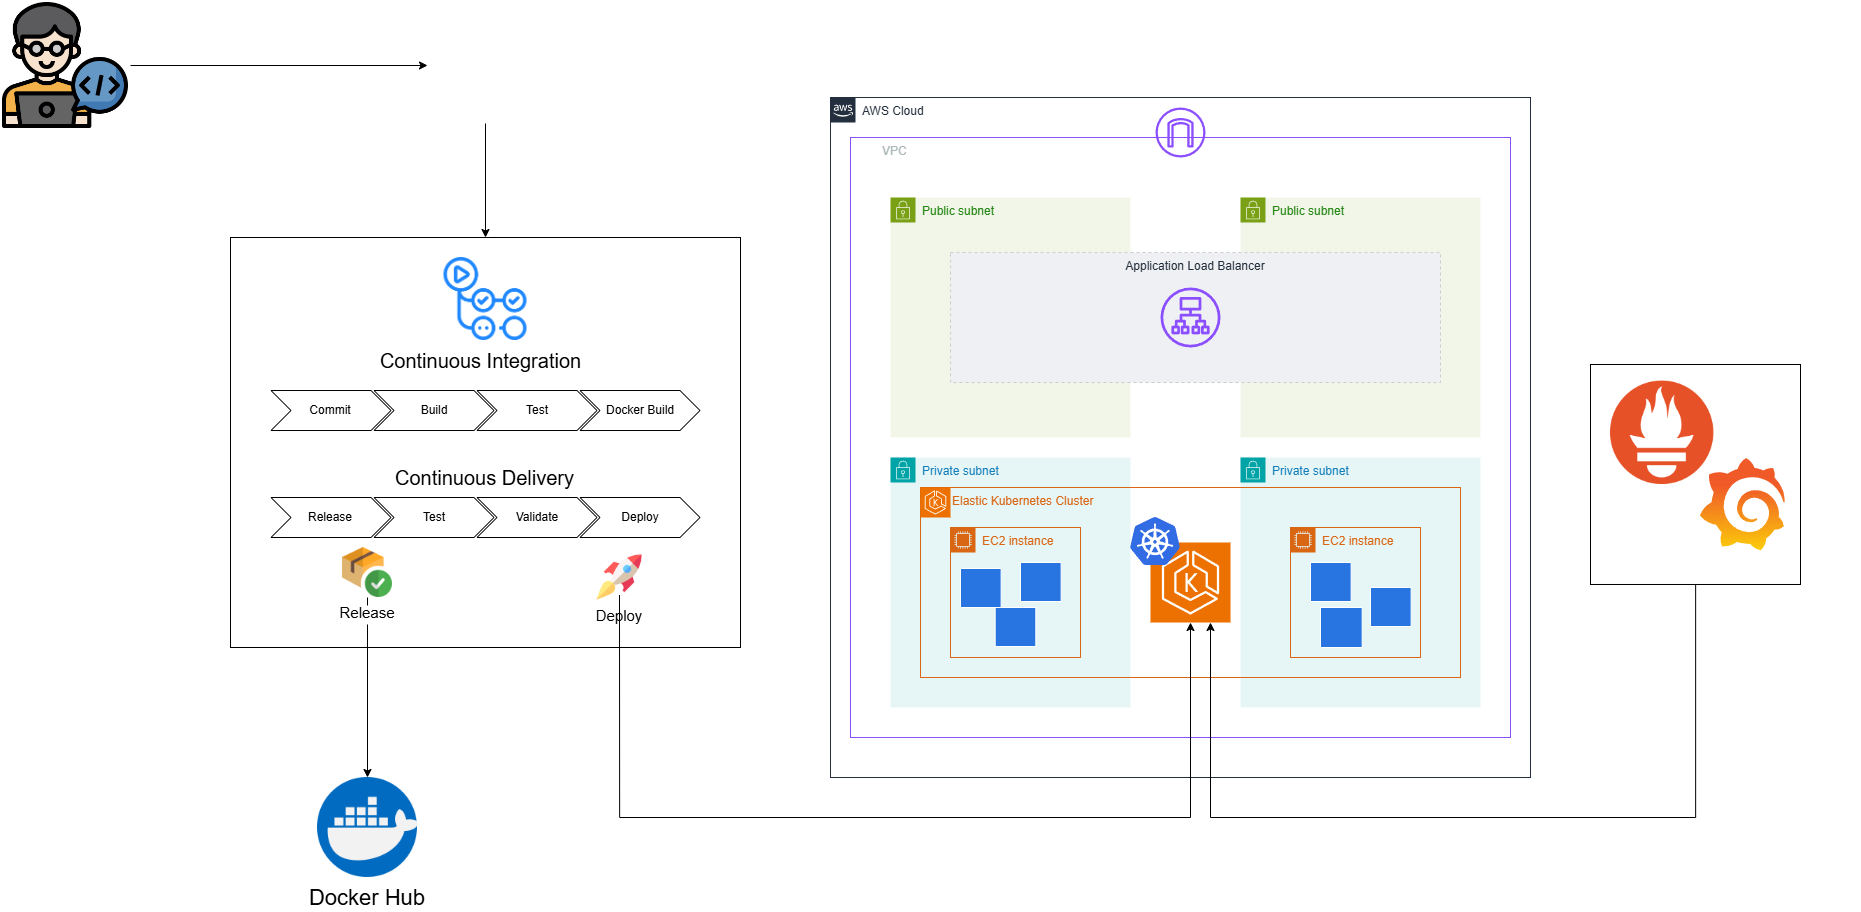 </>
aws
AWS Cloud
VPC
Public subnet
Public subnet
Application Load Balancer
Continuous Integration
Commit
Build
Test
Docker Build
Continuous Delivery
Release
Test
Validate
Deploy
Release
Deploy
Private subnet
Private subnet
Elastic Kubernetes Cluster
K
EC2 instance
K
EC2 instance
Docker Hub